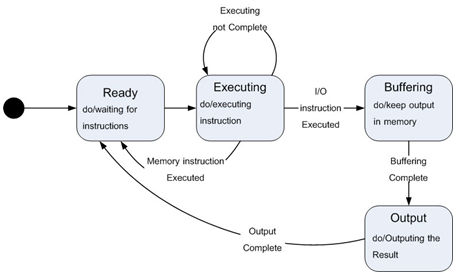 Executing
not Complete
Ready
do/waiting for
instructions
Executing
do/executing
instruction
I/O
instruction
Executed
Buffering
do/keep output
in memory
Memory instruction
Executed
Buffering
Complete
Output
Complete
Output
do/Outputing the
Result